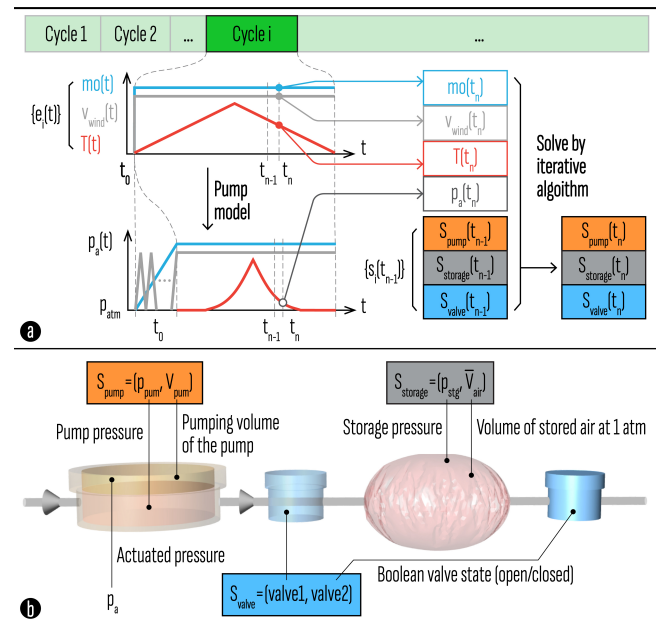 Cycle 1 Cycle 2 ... Cycle i ...
mo(t)
{e_i(t)} v_wind(t)
T(t)
t_0 t_n-1 t_n t
Pump
model
p_a(t)
p_atm
t_0 t_n-1 t_n t
mo(t_n)
v_wind(t_n)
T(t_n)
p_a(t_n)
{s_i(t_n-1)}
S_pump(t_n-1)
S_storage(t_n-1)
S_valve(t_n-1)
Solve by
iterative
algoithm
S_pump(t_n)
S_storage(t_n)
S_valve(t_n)
a
S_pump=(p_pum, V_pum)
Pump pressure
Pumping volume
of the pump
Actuated pressure
p_a
S_storage=(p_stg, V̅_air)
Storage pressure
Volume of stored air at 1 atm
S_valve=(valve1, valve2)
Boolean valve state (open/closed)
b